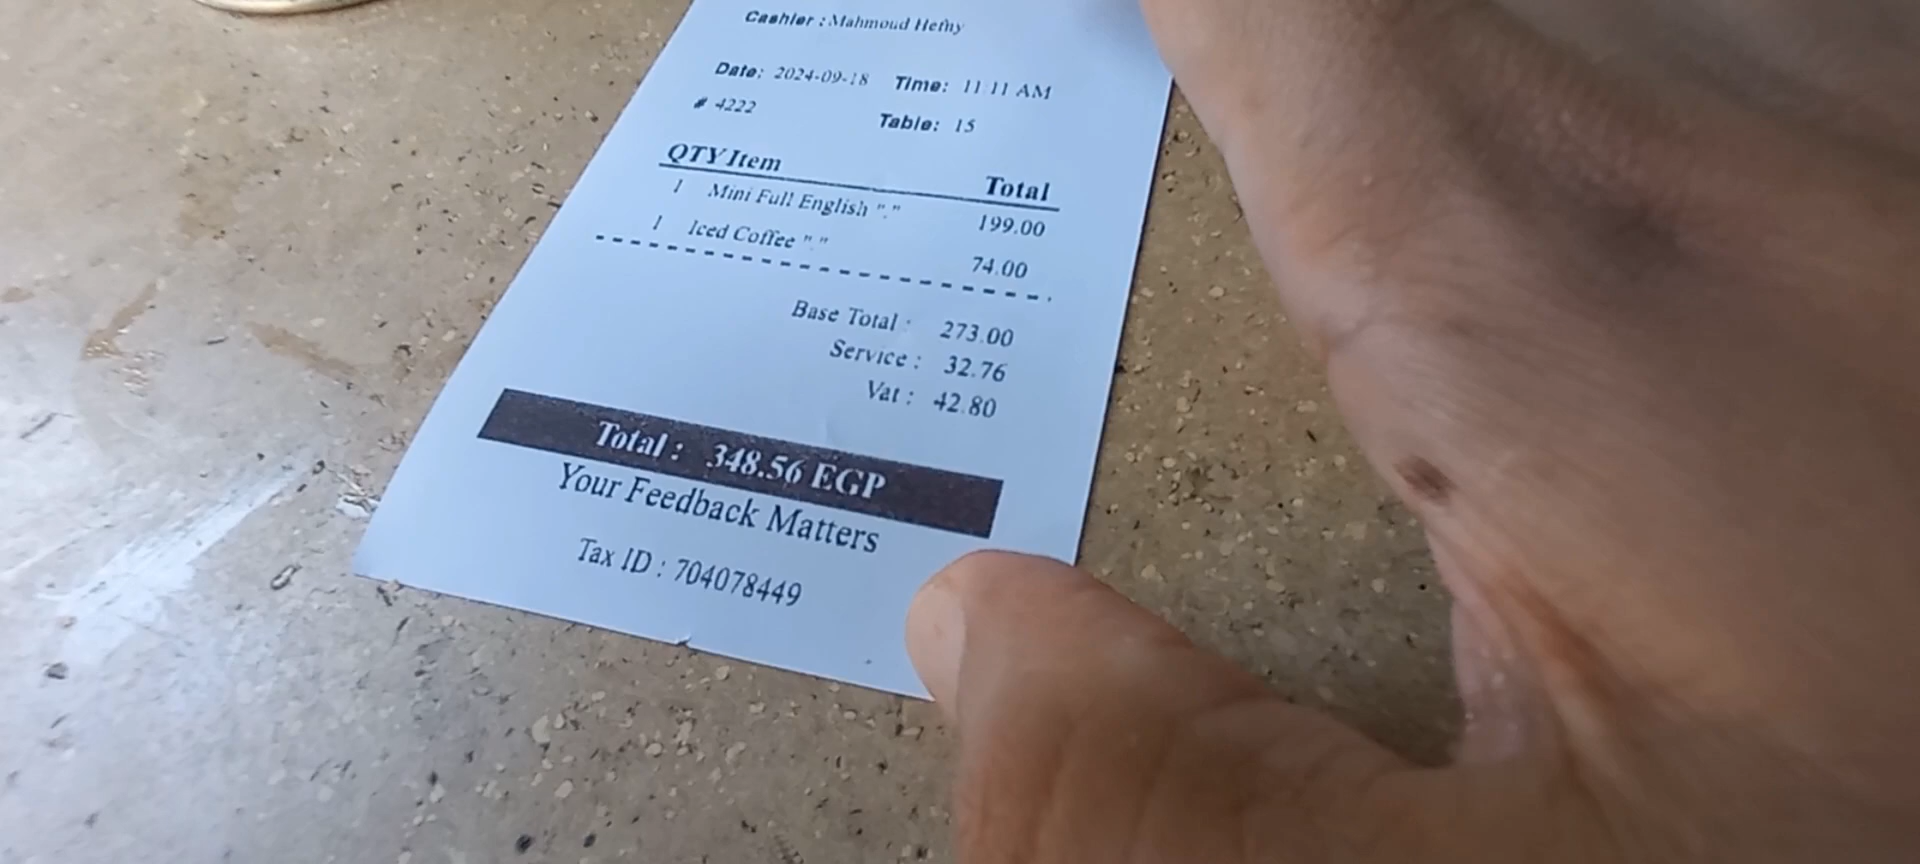 Cashier : Mahmoud Hefny
Date: 2024-09-18 Time: 11:11 AM
# 4222 Table: 15
QTY Item Total
1 Mini Full English "." 199.00
1 Iced Coffee "." 74.00
Base Total : 273.00
Service : 32.76
Vat : 42.80
Total : 348.56 EGP
Your Feedback Matters
Tax ID : 704078449